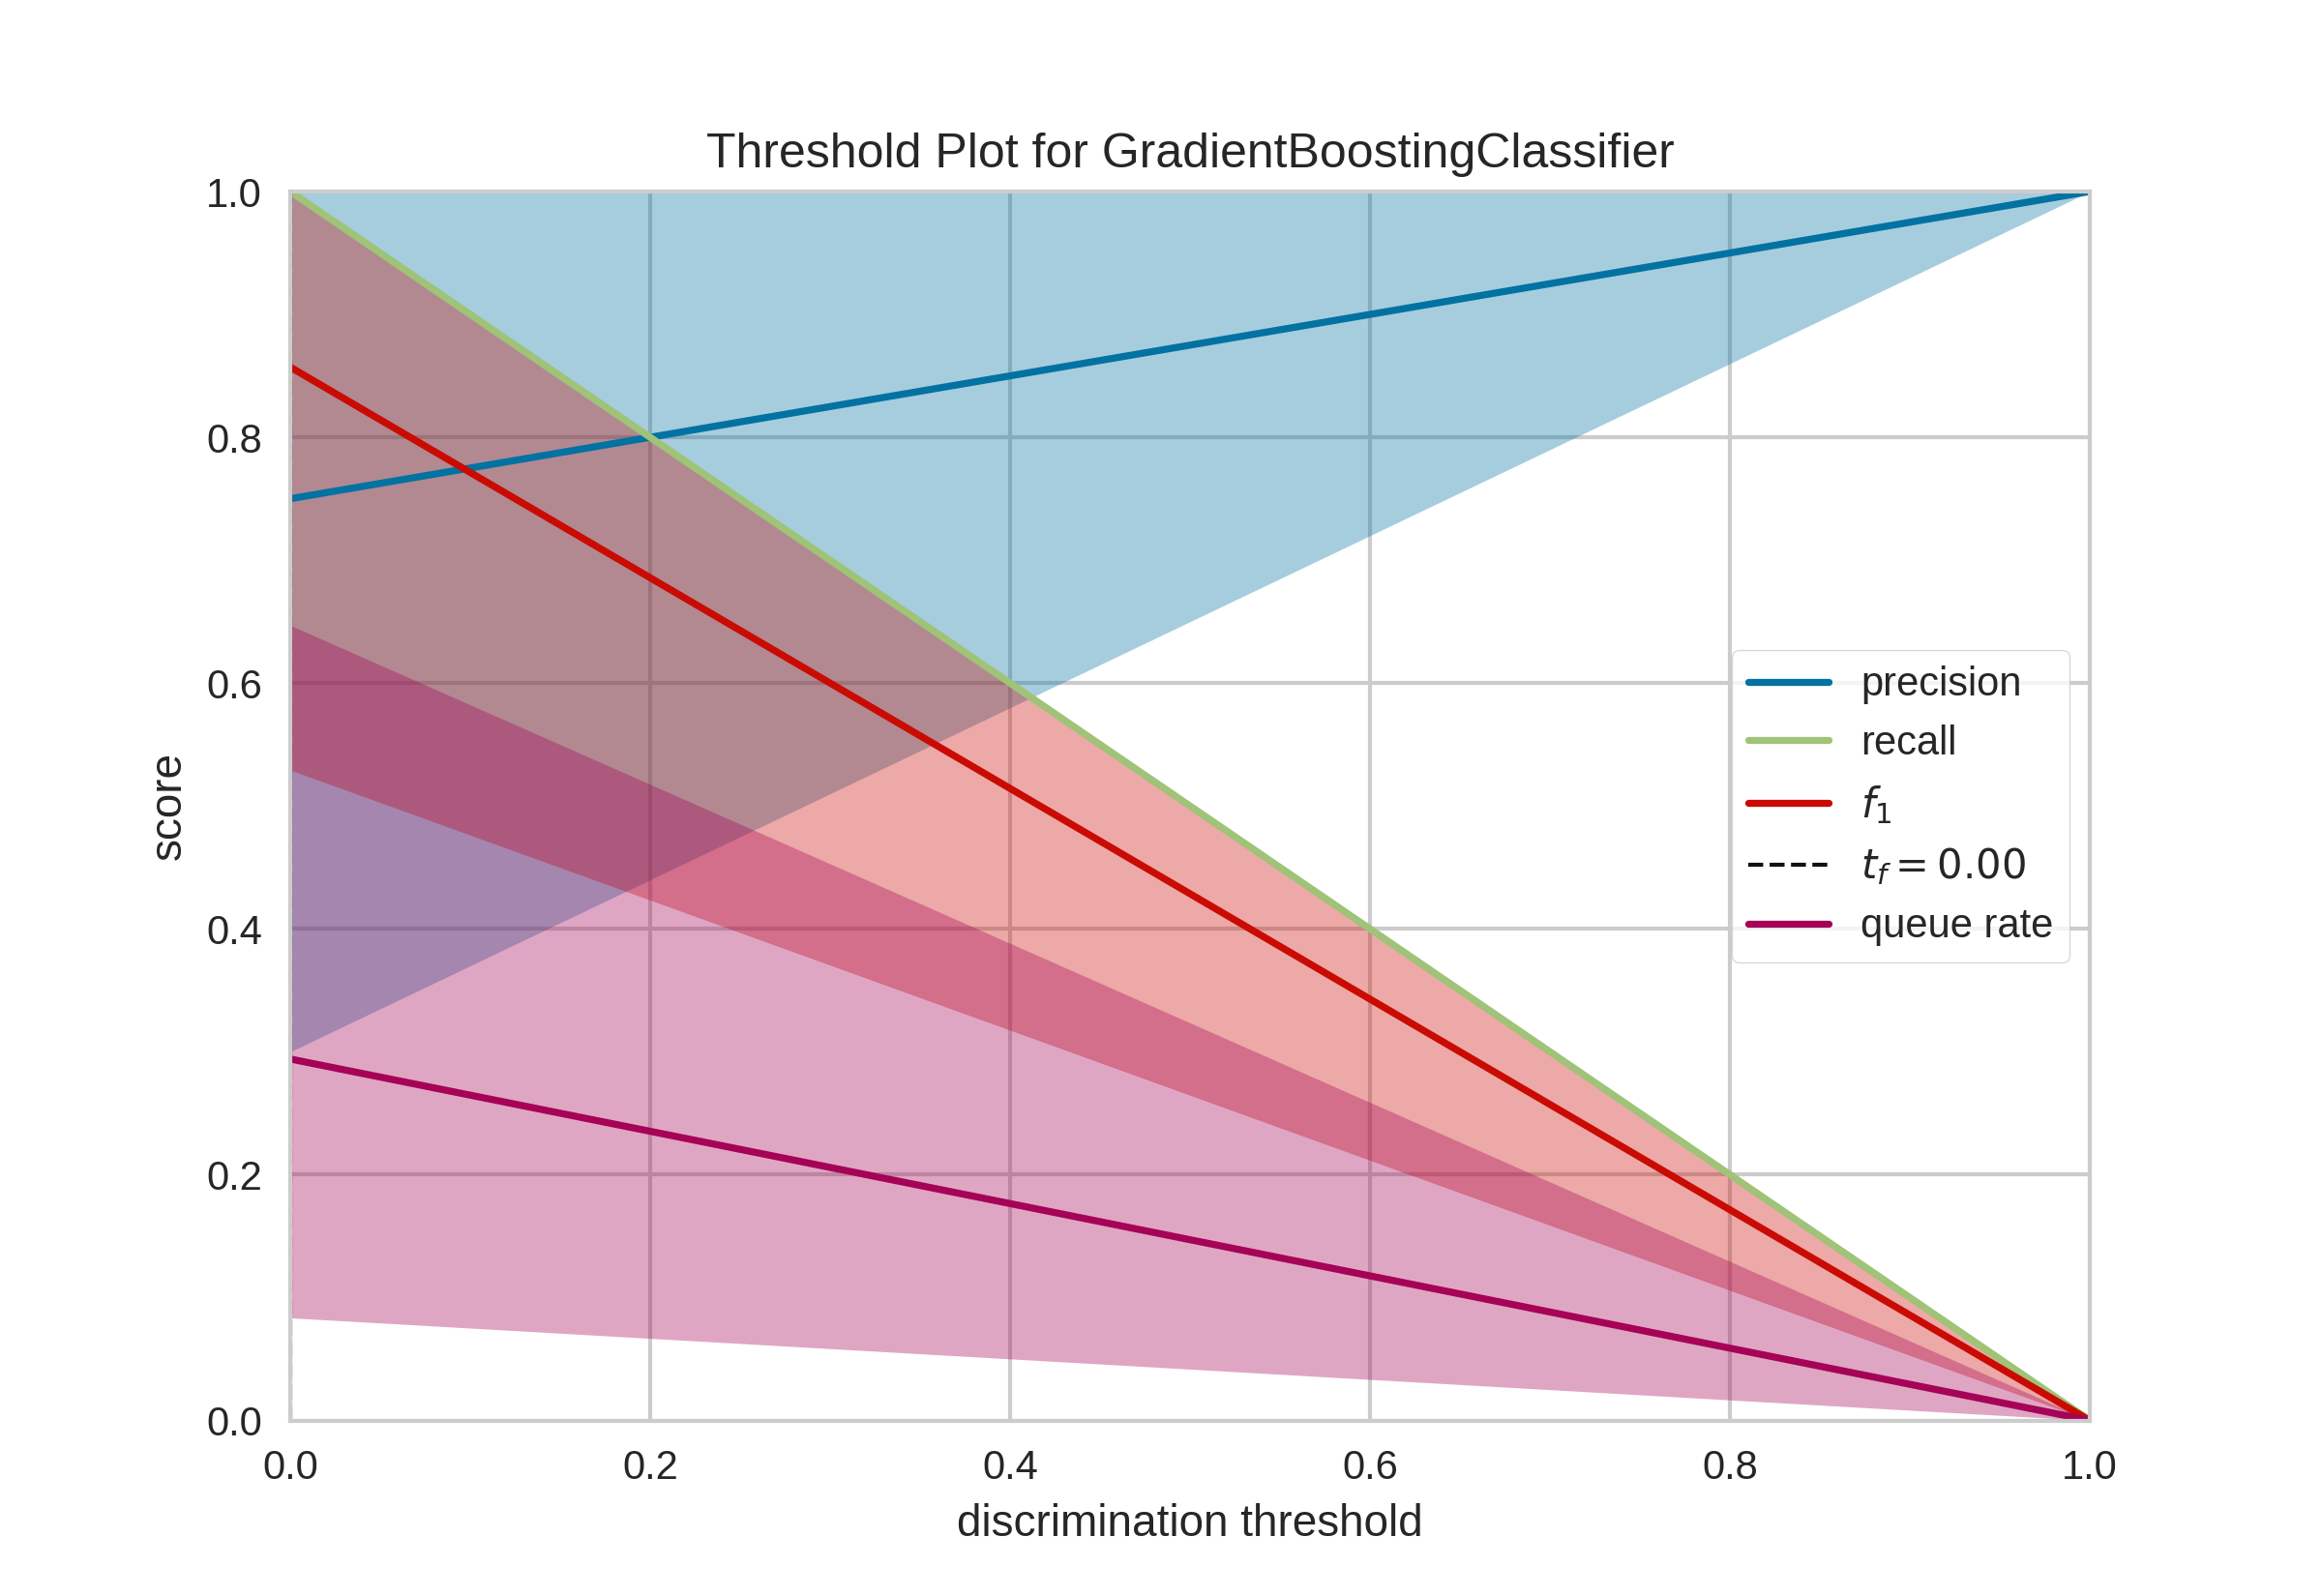 Threshold Plot for GradientBoostingClassifier
1.0
0.8
0.6
0.4
0.2
0.0
score
0.0 0.2 0.4 0.6 0.8 1.0
discrimination threshold
precision
recall
f₁
t_f = 0.00
queue rate